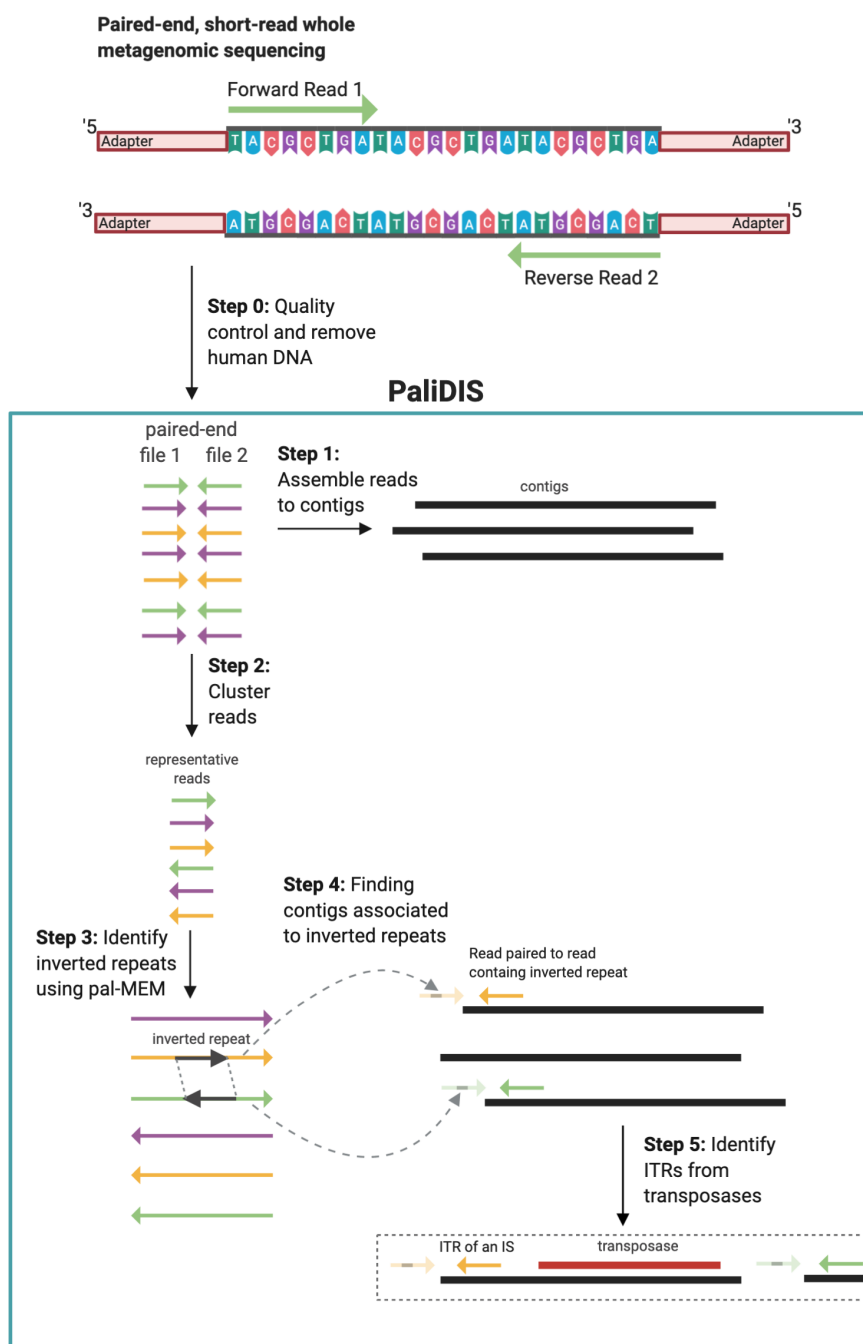 Paired-end, short-read whole
metagenomic sequencing
Forward Read 1
'5
'3
Adapter
T A C G C T G A T A C G C T G A T A C G C T G A
Adapter
'3
'5
Adapter
A T G C G A C T A T G C G A C T A T G C G A C T
Adapter
Reverse Read 2
Step 0: Quality
control and remove
human DNA
PaliDIS
paired-end
file 1 file 2
Step 1:
Assemble reads
to contigs
contigs
Step 2:
Cluster
reads
representative
reads
Step 3: Identify
inverted repeats
using pal-MEM
inverted repeat
Step 4: Finding
contigs associated
to inverted repeats
Read paired to read
containg inverted repeat
Step 5: Identify
ITRs from
transposases
ITR of an IS
transposase